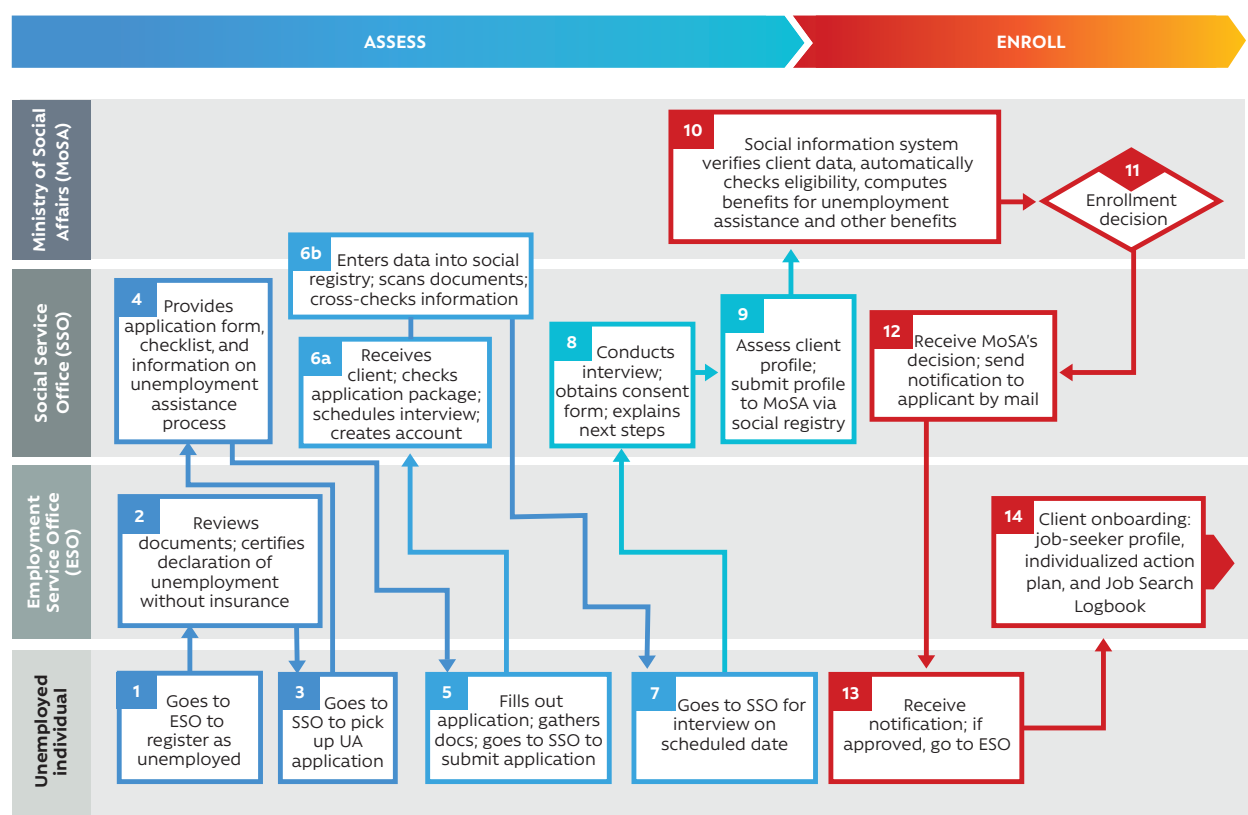 ASSESS
ENROLL
Ministry of Social
Affairs (MoSA)
10
Social information system
verifies client data, automatically
checks eligibility, computes
benefits for unemployment
assistance and other benefits
11
Enrollment
decision
Social Service
Office (SSO)
4
Provides
application form,
checklist, and
information on
unemployment
assistance
process
6b
Enters data into social
registry; scans documents;
cross-checks information
6a
Receives
client; checks
application package;
schedules interview;
creates account
8
Conducts
interview;
obtains consent
form; explains
next steps
9
Assess client
profile;
submit profile
to MoSA via
social registry
12
Receive MoSA's
decision; send
notification to
applicant by mail
Employment
Service Office
(ESO)
2
Reviews
documents; certifies
declaration of
unemployment
without insurance
14
Client onboarding:
job-seeker profile,
individualized action
plan, and Job Search
Logbook
Unemployed
individual
1
Goes to
ESO to
register as
unemployed
3
Goes to
SSO to pick
up UA
application
5
Fills out
application; gathers
docs; goes to SSO to
submit application
7
Goes to SSO for
interview on
scheduled date
13
Receive
notification; if
approved, go to ESO